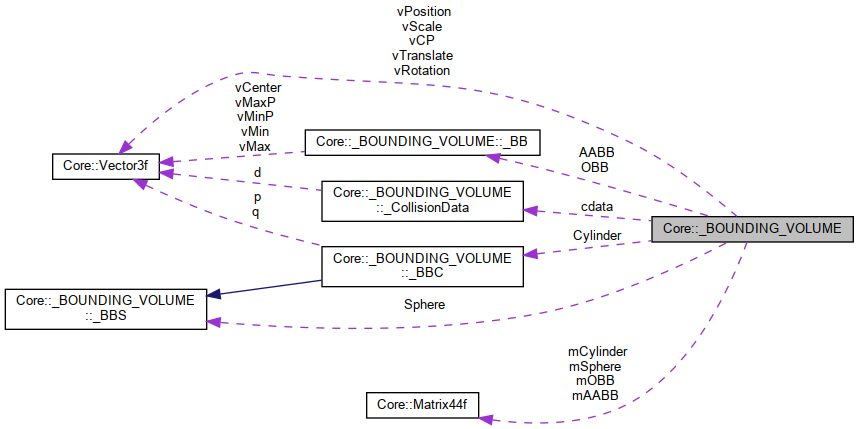 vPosition
vScale
vCP
vTranslate
vRotation
vCenter
vMaxP
vMinP
vMin
vMax
Core::_BOUNDING_VOLUME::_BB
AABB
OBB
Core::Vector3f
d
Core::_BOUNDING_VOLUME
::_CollisionData
cdata
p
q
Core::_BOUNDING_VOLUME
Cylinder
Core::_BOUNDING_VOLUME
::_BBC
Core::_BOUNDING_VOLUME
::_BBS
Sphere
mCylinder
mSphere
mOBB
mAABB
Core::Matrix44f